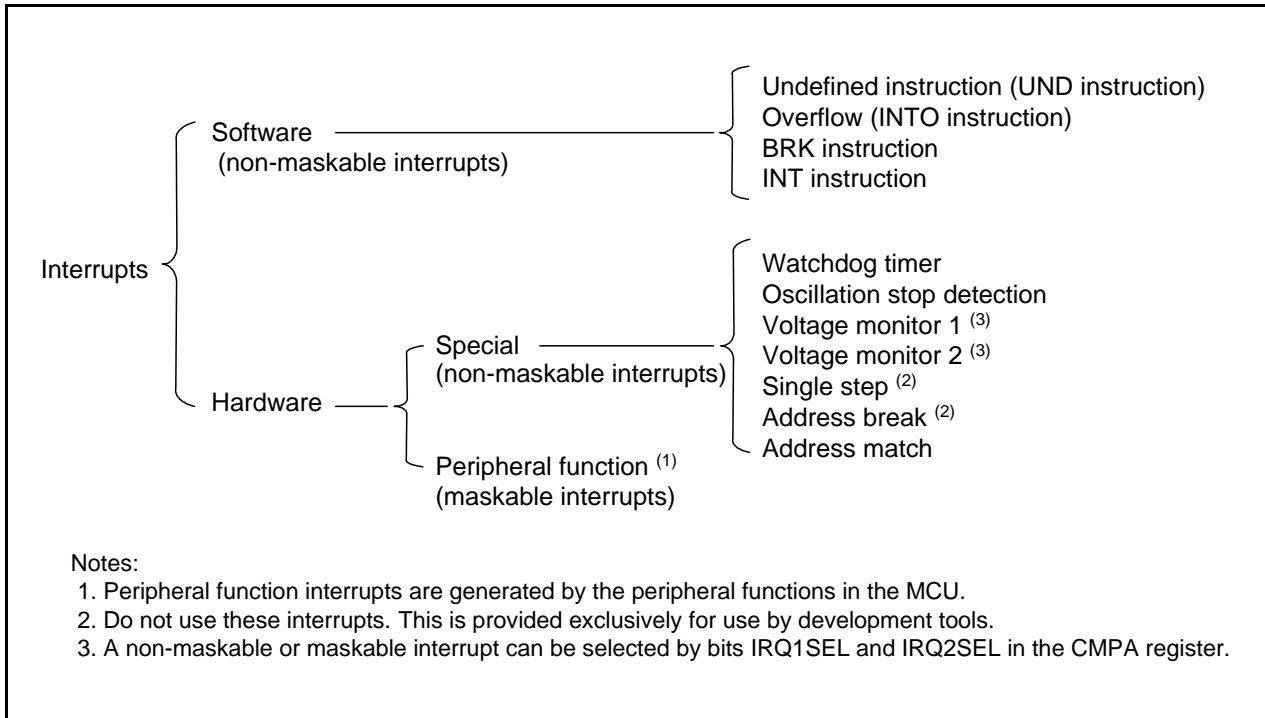 Interrupts
Software
(non-maskable interrupts)
Undefined instruction (UND instruction)
Overflow (INTO instruction)
BRK instruction
INT instruction
Hardware
Special
(non-maskable interrupts)
Watchdog timer
Oscillation stop detection
Voltage monitor 1 (3)
Voltage monitor 2 (3)
Single step (2)
Address break (2)
Address match
Peripheral function (1)
(maskable interrupts)
Notes:
1. Peripheral function interrupts are generated by the peripheral functions in the MCU.
2. Do not use these interrupts. This is provided exclusively for use by development tools.
3. A non-maskable or maskable interrupt can be selected by bits IRQ1SEL and IRQ2SEL in the CMPA register.